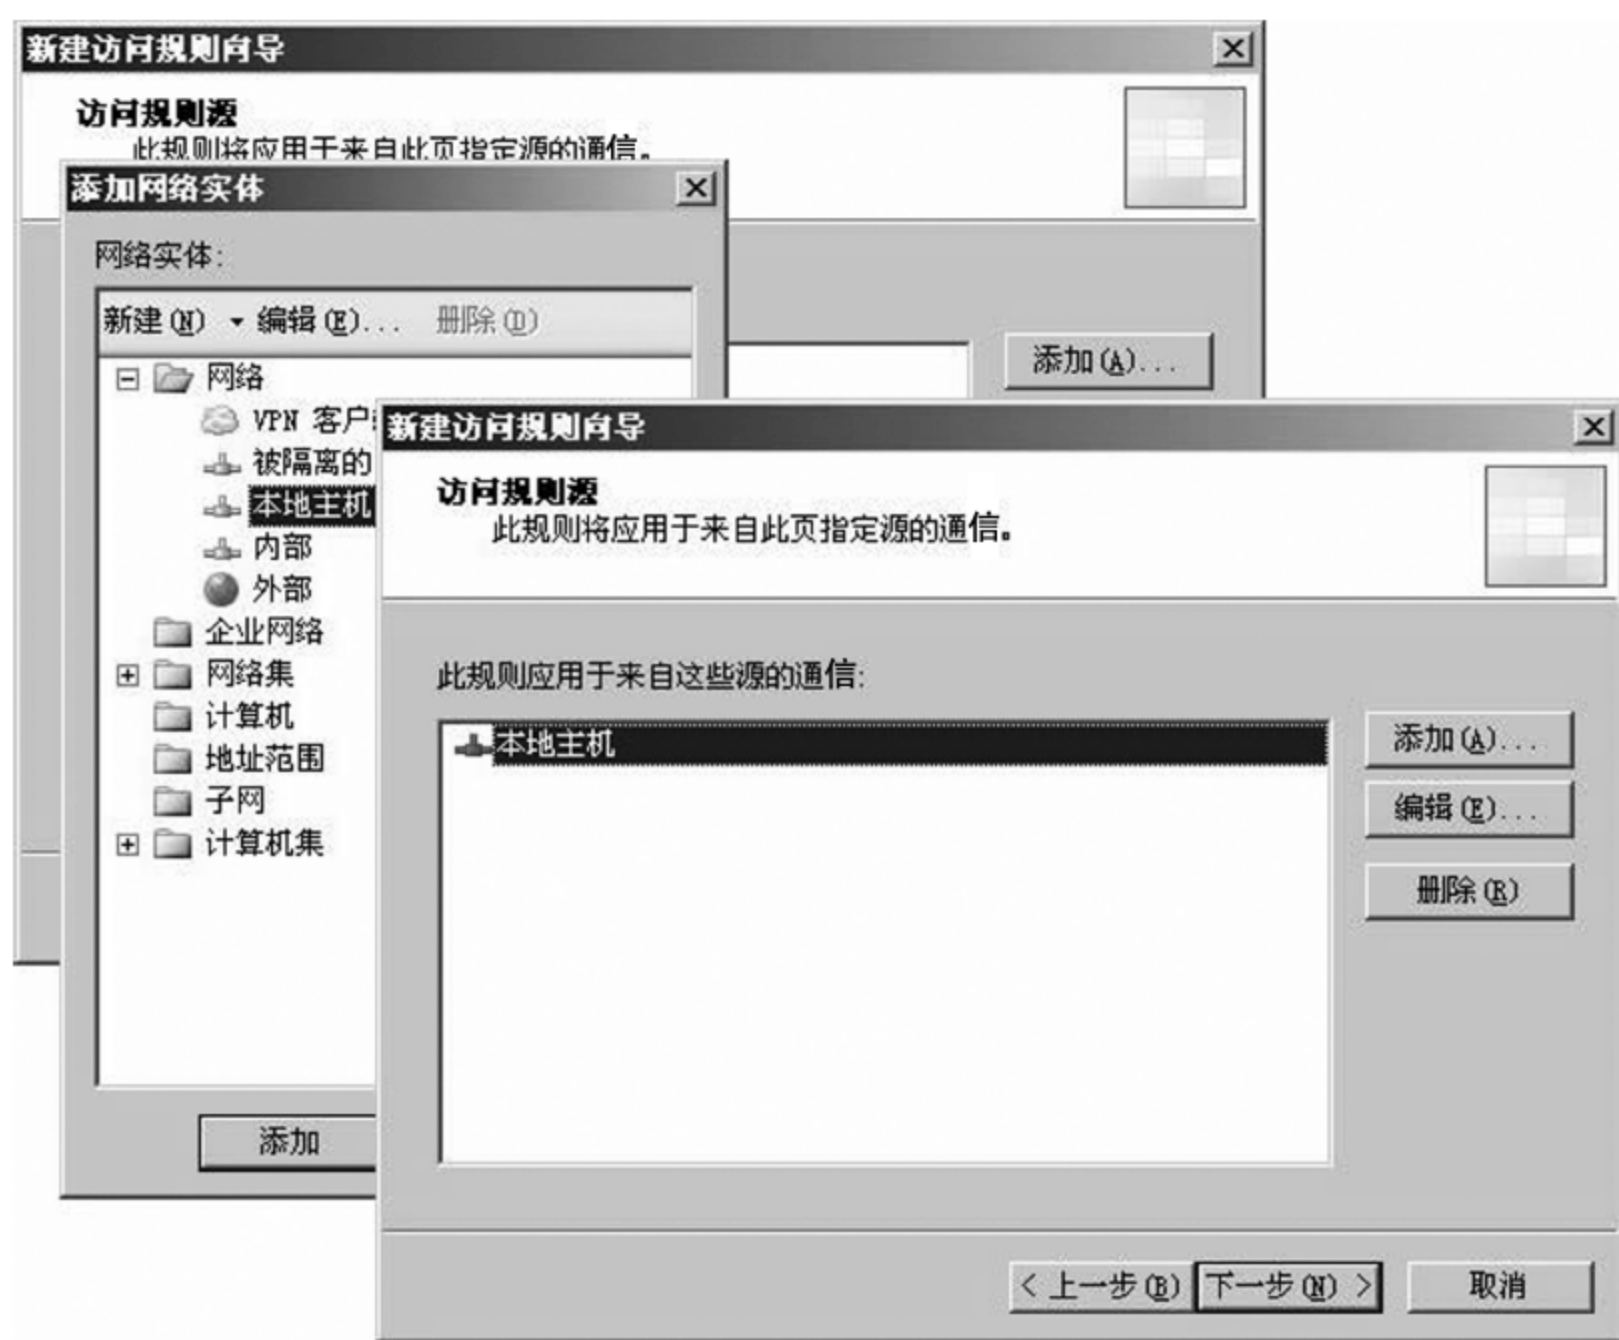 新建访问规则向导
访问规则源
此规则将应用于来自此页指定源的通信。
添加(A)...
添加网络实体
网络实体:
新建(N) 编辑(E)... 删除(D)
网络
VPN 客户
被隔离的
本地主机
内部
外部
企业网络
网络集
计算机
地址范围
子网
计算机集
添加
新建访问规则向导
访问规则源
此规则将应用于来自此页指定源的通信。
此规则应用于来自这些源的通信:
本地主机
添加(A)...
编辑(E)...
删除(R)
< 上一步(B) 下一步(N) > 取消